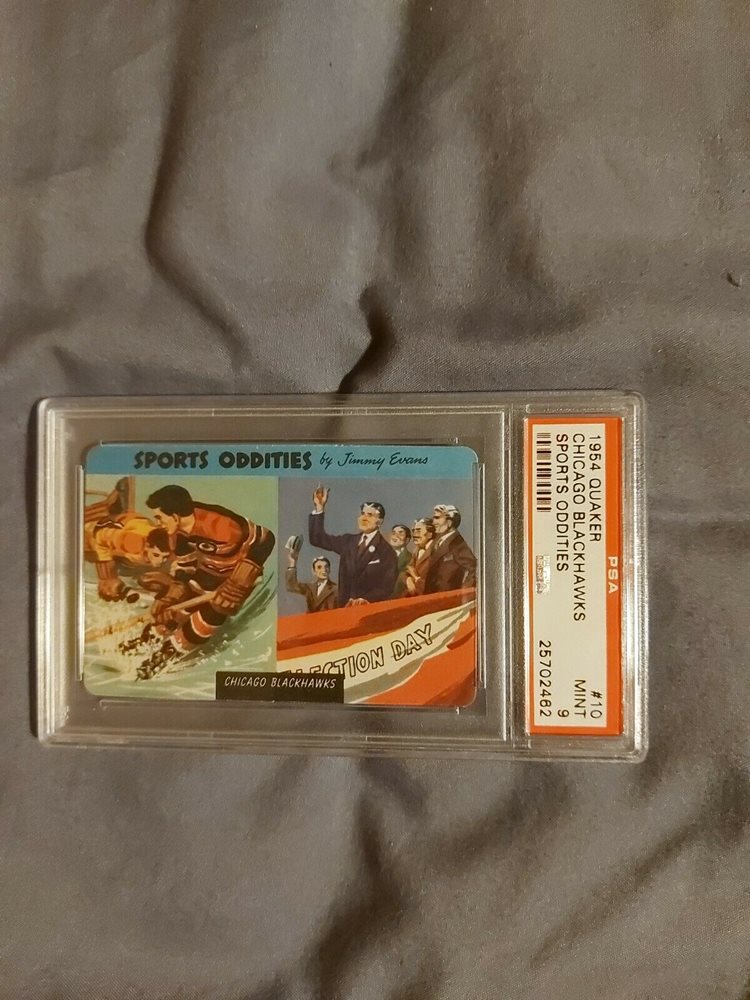 SPORTS ODDITIES by Jimmy Evans
ELECTION DAY
CHICAGO BLACKHAWKS
PSA
1954 QUAKER #10
CHICAGO BLACKHAWKS MINT
SPORTS ODDITIES 9
25702462